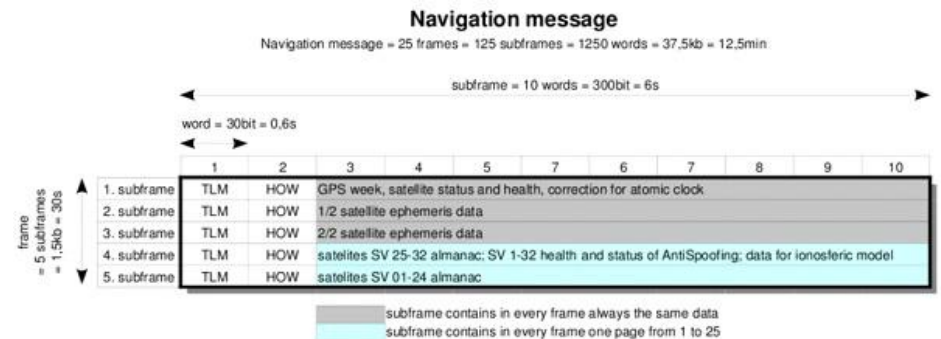 Navigation message
Navigation message = 25 frames = 125 subframes = 1250 words = 37,5kb = 12,5min
subframe = 10 words = 300bit = 6s
word = 30bit = 0,6s
1 2 3 4 5 7 6 7 8 9 10
frame
= 5 subframes
= 1,5kb = 30s
1. subframe TLM HOW GPS week, satellite status and health, correction for atomic clock
2. subframe TLM HOW 1/2 satellite ephemeris data
3. subframe TLM HOW 2/2 satellite ephemeris data
4. subframe TLM HOW satelites SV 25-32 almanac; SV 1-32 health and status of AntiSpoofing; data for ionosferic model
5. subframe TLM HOW satelites SV 01-24 almanac
subframe contains in every frame always the same data
subframe contains in every frame one page from 1 to 25